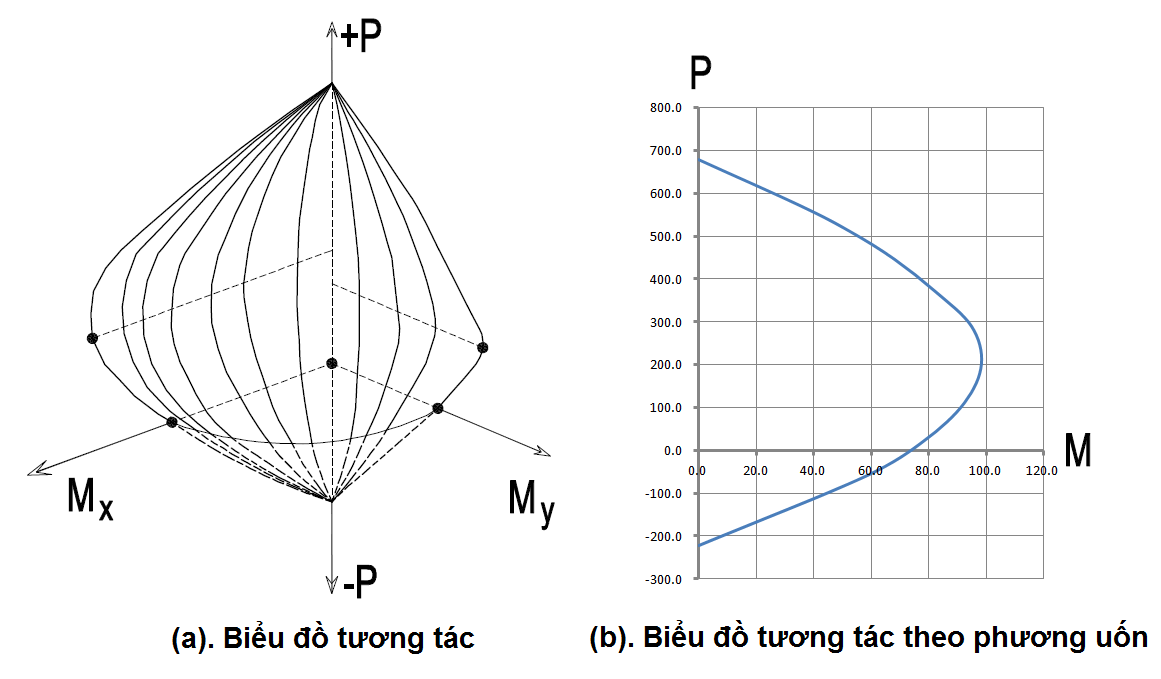 +P
Mx
My
-P
(a). Biểu đồ tương tác
P
800.0
700.0
600.0
500.0
400.0
300.0
200.0
100.0
0.0
-100.0
-200.0
-300.0
0.0 20.0 40.0 60.0 80.0 100.0 120.0
M
(b). Biểu đồ tương tác theo phương uốn